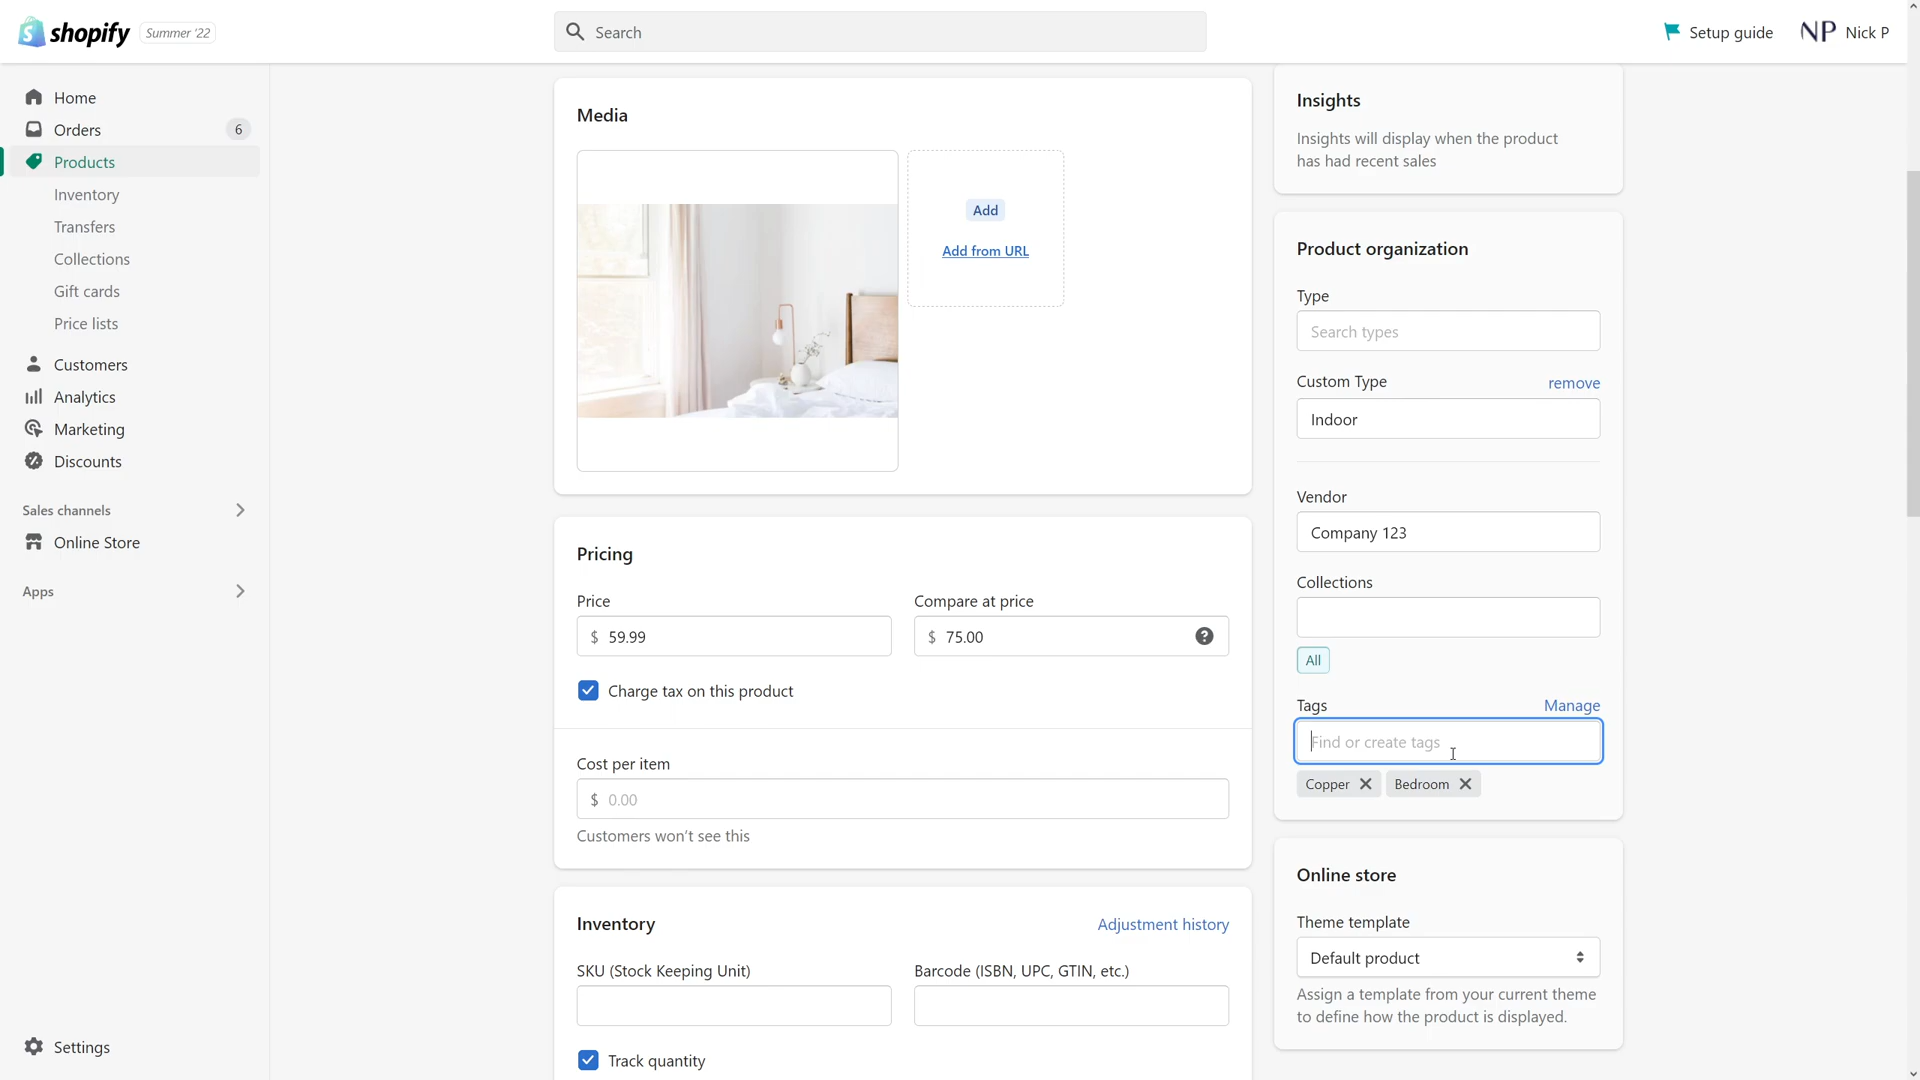 shopify
Summer '22
Search
Setup guide
NP
Nick P
Home
Orders
6
Products
Inventory
Transfers
Collections
Gift cards
Price lists
Customers
Analytics
Marketing
Discounts
Sales channels
Online Store
Apps
Settings
Media
Add
Add from URL
Pricing
Price
Compare at price
$ 59.99
$ 75.00
Charge tax on this product
Cost per item
$ 0.00
Customers won't see this
Inventory
Adjustment history
SKU (Stock Keeping Unit)
Barcode (ISBN, UPC, GTIN, etc.)
Track quantity
Insights
Insights will display when the product
has had recent sales
Product organization
Type
Search types
Custom Type
remove
Indoor
Vendor
Company 123
Collections
All
Tags
Manage
Find or create tags
Copper
Bedroom
Online store
Theme template
Default product
Assign a template from your current theme
to define how the product is displayed.